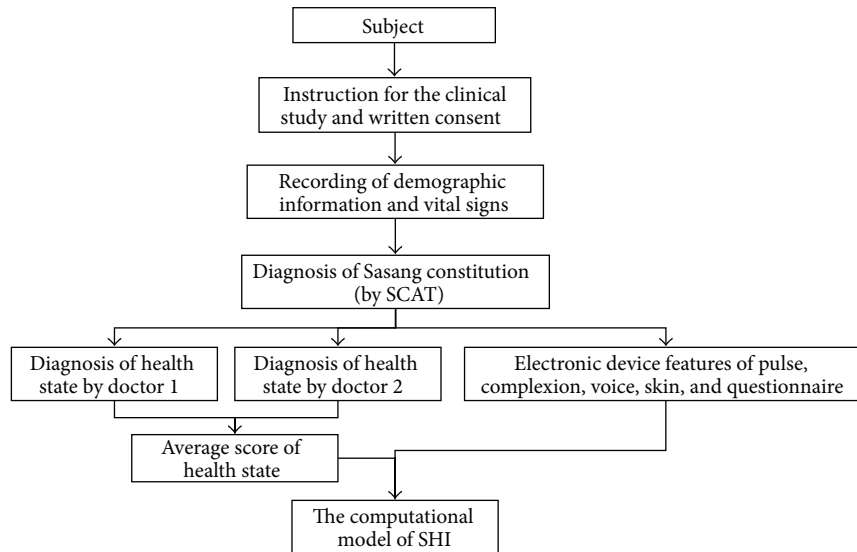 Subject
Instruction for the clinical
study and written consent
Recording of demographic
information and vital signs
Diagnosis of Sasang constitution
(by SCAT)
Diagnosis of health
state by doctor 1
Diagnosis of health
state by doctor 2
Electronic device features of pulse,
complexion, voice, skin, and questionnaire
Average score of
health state
The computational
model of SHI